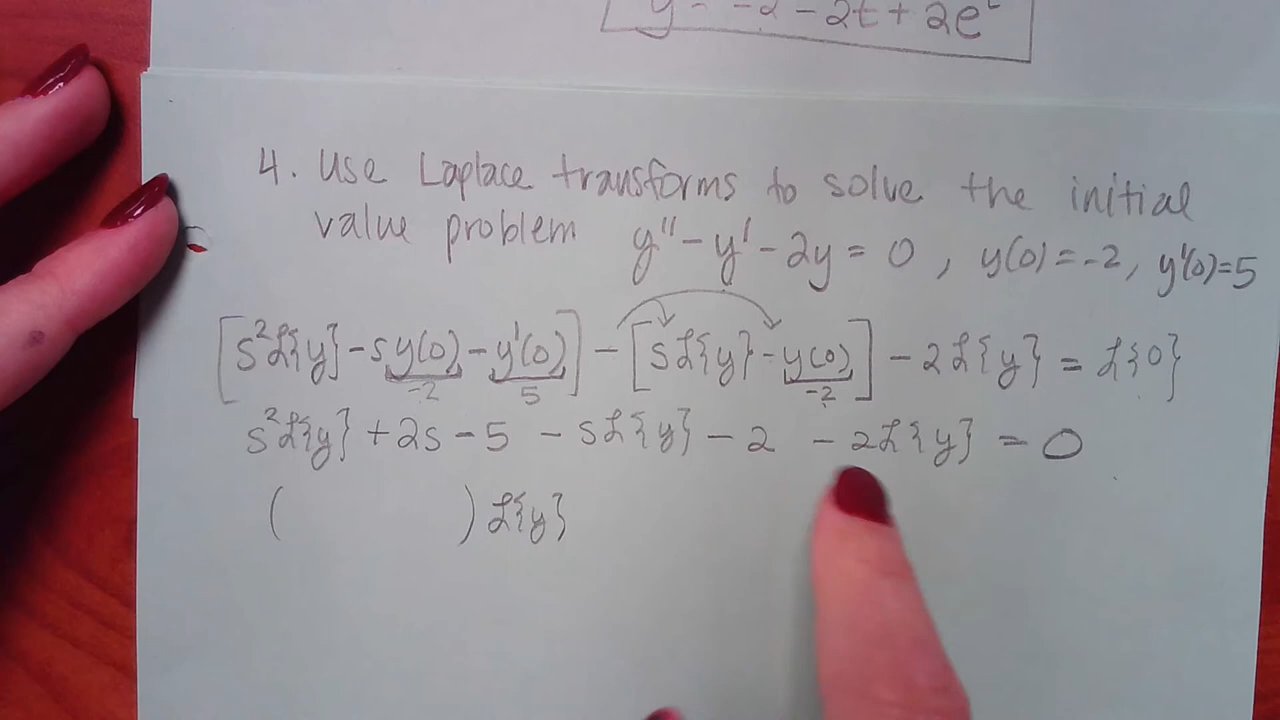 y = -2 - 2t + 2e^t
4. Use Laplace transforms to solve the initial
value problem y'' - y' - 2y = 0, y(0) = -2, y'(0) = 5
[s²ℒ{y} - sy(0) - y'(0)] - [sℒ{y} - y(0)] - 2ℒ{y} = ℒ{0}
-2 5 -2
s²ℒ{y} + 2s - 5 - sℒ{y} - 2 - 2ℒ{y} = 0
( ) ℒ{y}